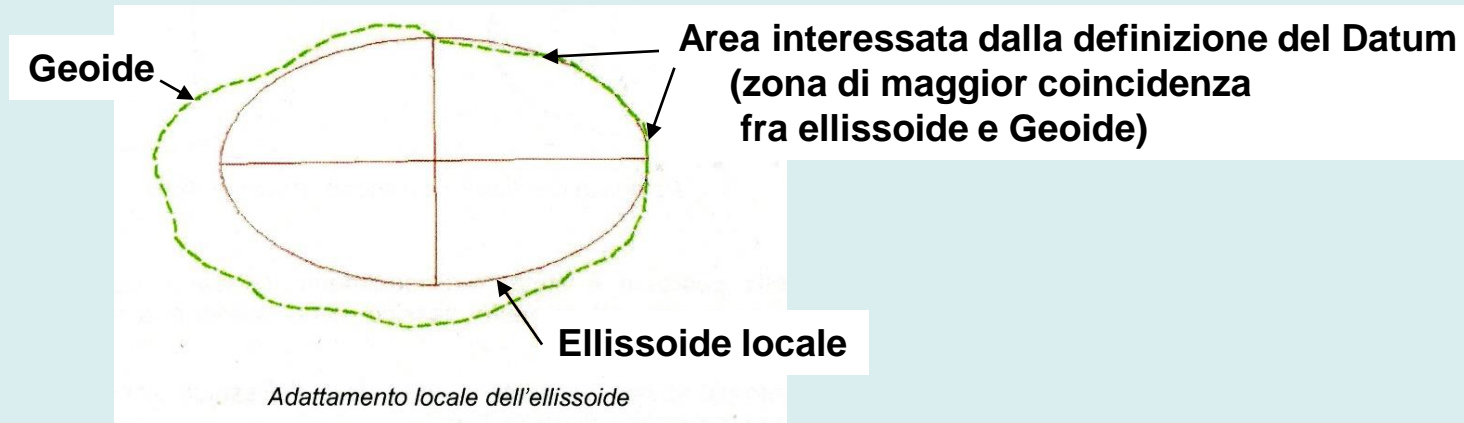 Geoide
Area interessata dalla definizione del Datum
(zona di maggior coincidenza
fra ellissoide e Geoide)
Ellissoide locale
Adattamento locale dell'ellissoide